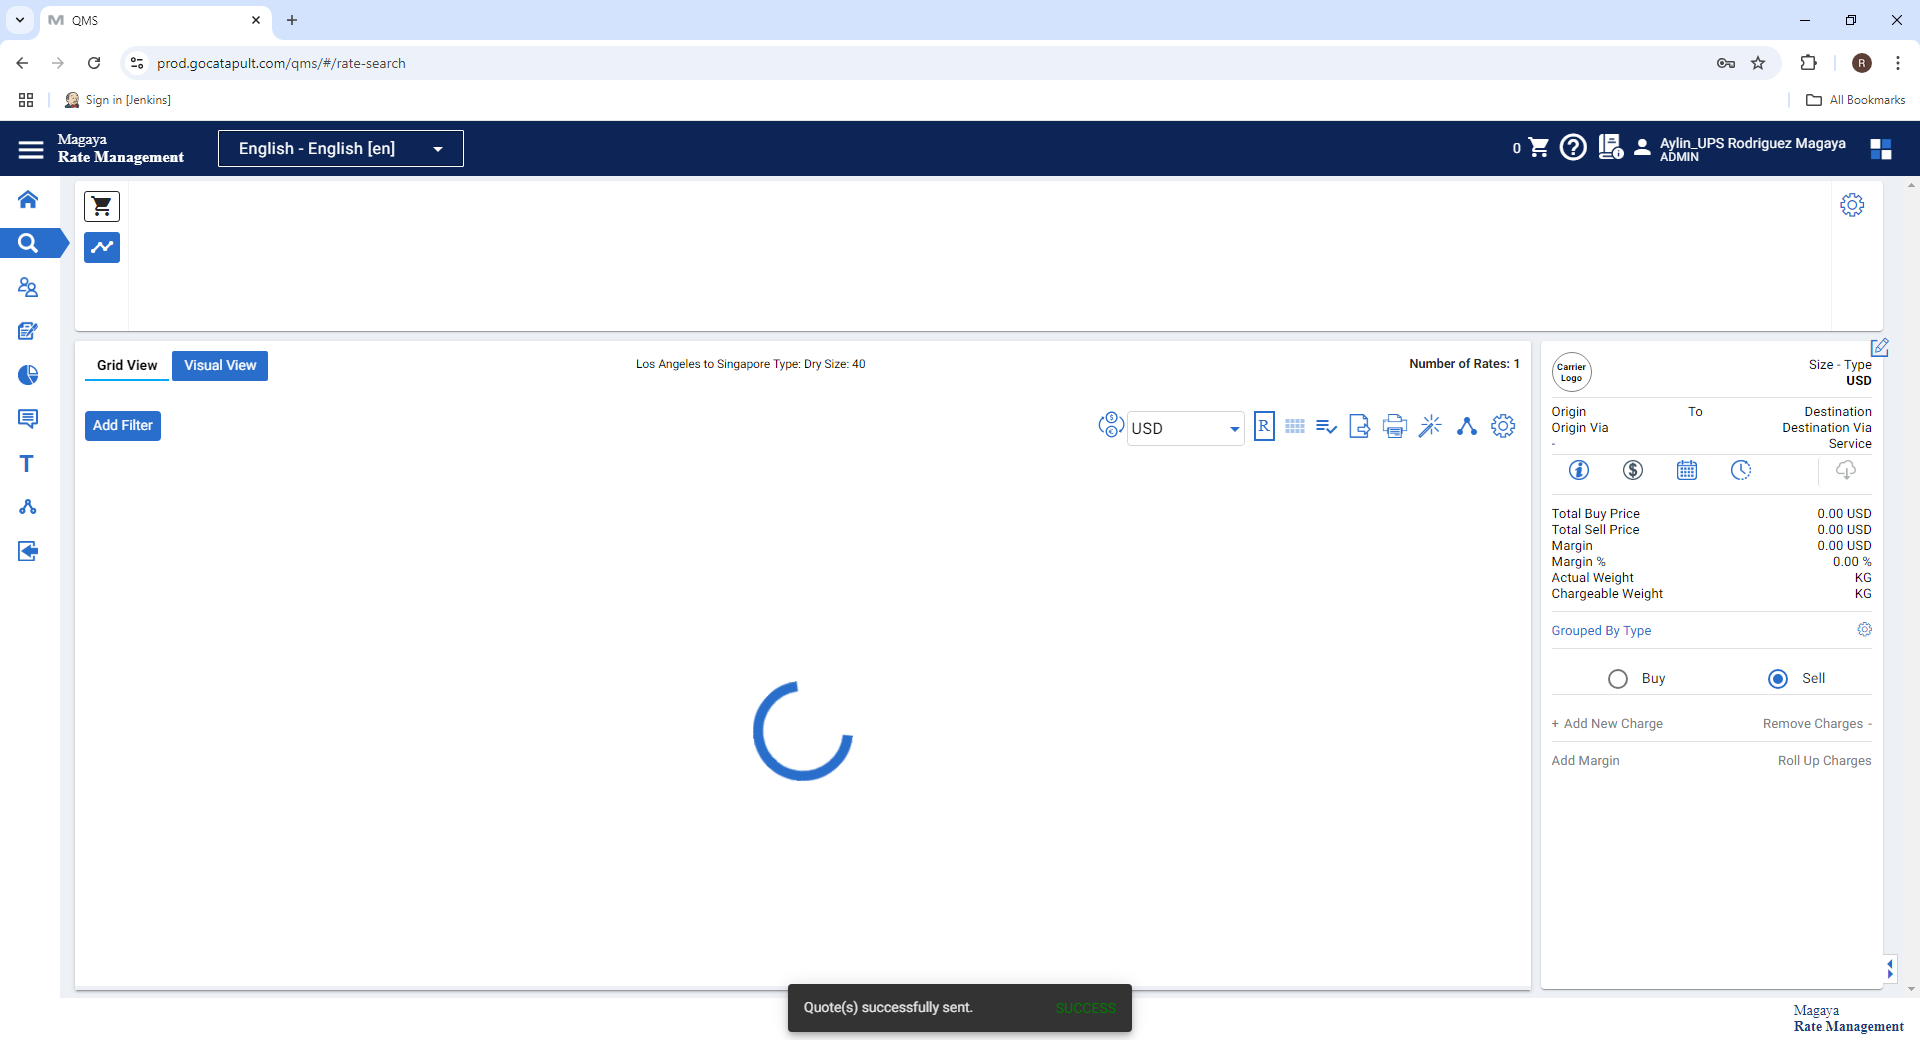 QMS
prod.gocatapult.com/qms/#/rate-search
R
Sign in [Jenkins]
All Bookmarks
Magaya
Rate Management
English - English [en]
0
Aylin_UPS Rodriguez Magaya
ADMIN
Grid View
Visual View
Los Angeles to Singapore Type: Dry Size: 40
Number of Rates: 1
Add Filter
USD
R
Carrier
Logo
Size - Type
USD
Origin
To
Destination
Origin Via
Destination Via
-
Service
Total Buy Price
0.00 USD
Total Sell Price
0.00 USD
Margin
0.00 USD
Margin %
0.00 %
Actual Weight
KG
Chargeable Weight
KG
Grouped By Type
Buy
Sell
+ Add New Charge
Remove Charges -
Add Margin
Roll Up Charges
Quote(s) successfully sent.
SUCCESS
Magaya
Rate Management
T